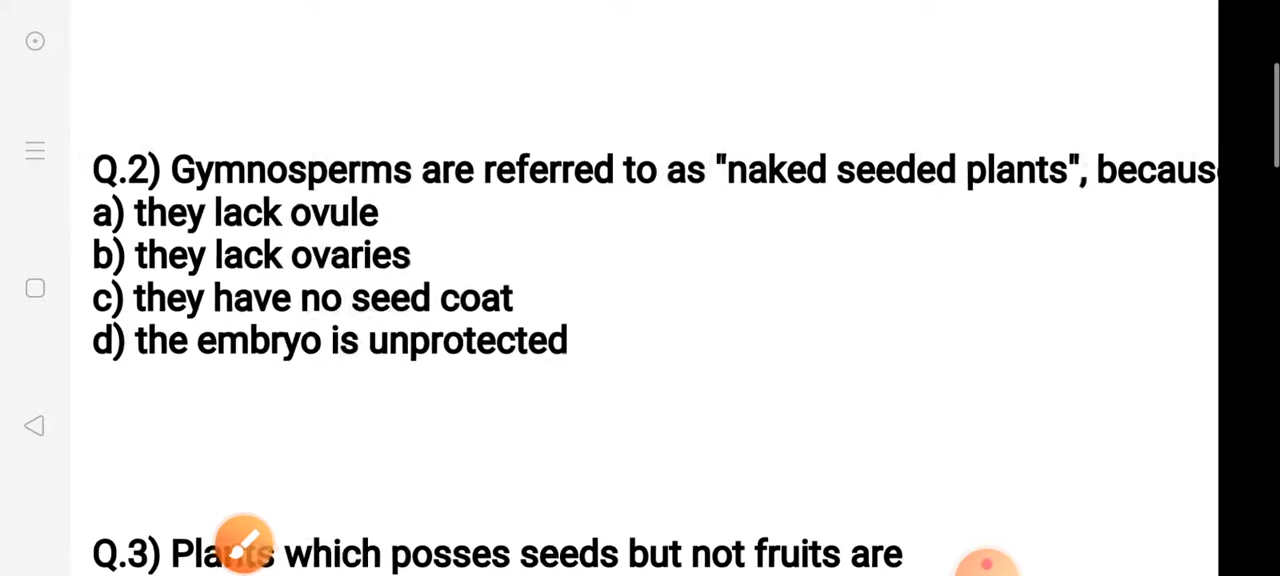 Q.2) Gymnosperms are referred to as "naked seeded plants", becaus
a) they lack ovule
b) they lack ovaries
c) they have no seed coat
d) the embryo is unprotected
Q.3) Plants which posses seeds but not fruits are